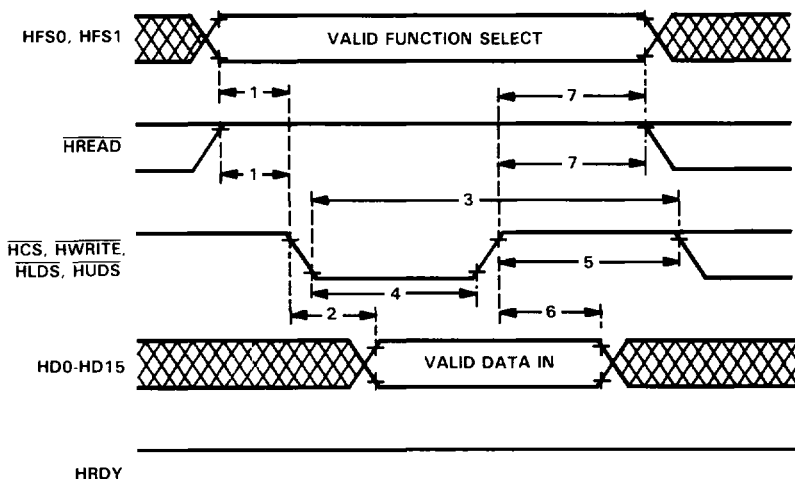 HFS0, HFS1
VALID FUNCTION SELECT
1
7
HREAD
1
7
3
HCS, HWRITE,
HLDS, HUDS
5
4
2
6
HD0-HD15
VALID DATA IN
HRDY